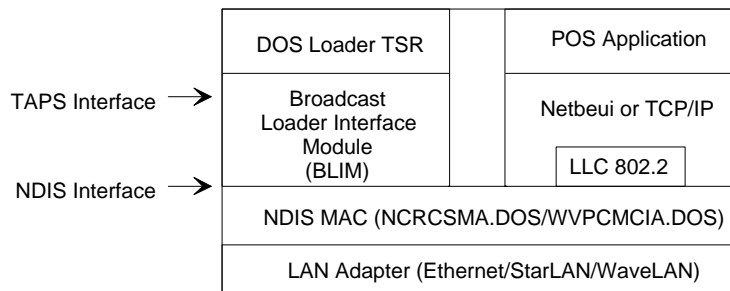 DOS Loader TSR
POS Application
TAPS Interface
Broadcast
Loader Interface
Module
(BLIM)
Netbeui or TCP/IP
LLC 802.2
NDIS Interface
NDIS MAC (NCRCSMA.DOS/WVPCMCIA.DOS)
LAN Adapter (Ethernet/StarLAN/WaveLAN)